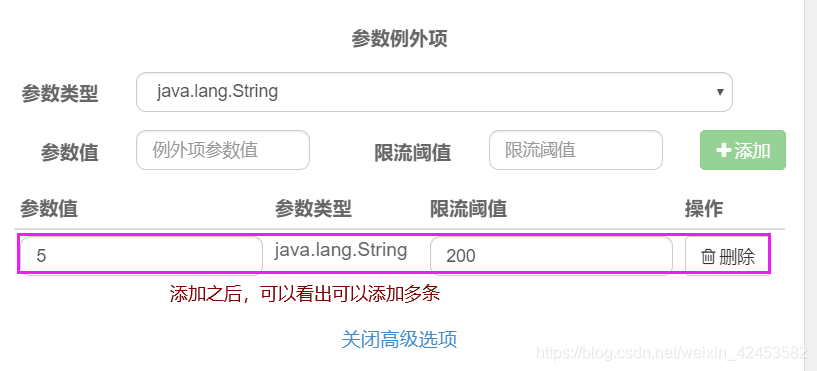 参数例外项
参数类型 java.lang.String
参数值 例外项参数值 限流阈值 限流阈值 添加
参数值 参数类型 限流阈值 操作
5 java.lang.String 200 删除
添加之后，可以看出可以添加多条
关闭高级选项
https://blog.csdn.net/weixin_42453582